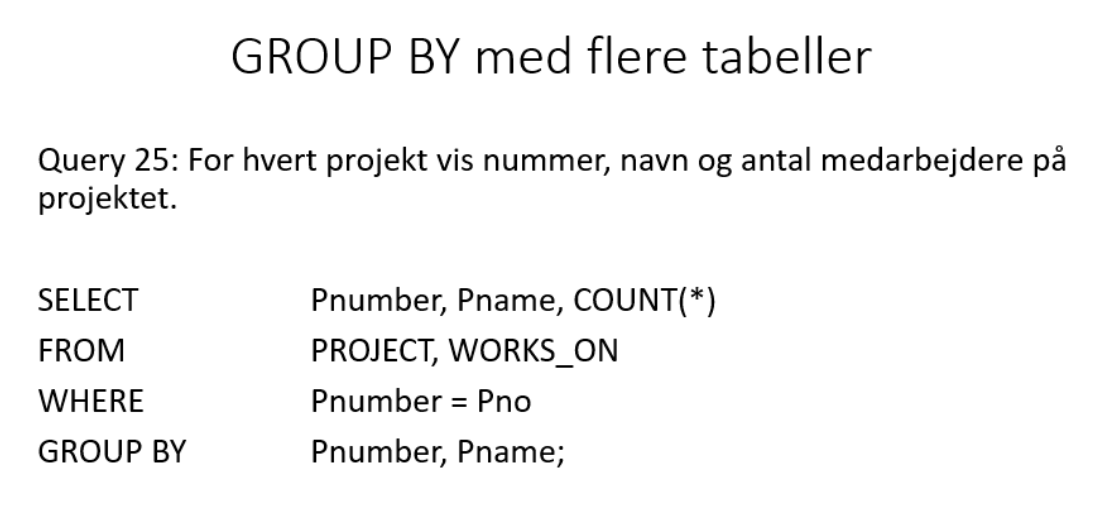 GROUP BY med flere tabeller
Query 25: For hvert projekt vis nummer, navn og antal medarbejdere på
projektet.
SELECT Pnumber, Pname, COUNT(*)
FROM PROJECT, WORKS_ON
WHERE Pnumber = Pno
GROUP BY Pnumber, Pname;